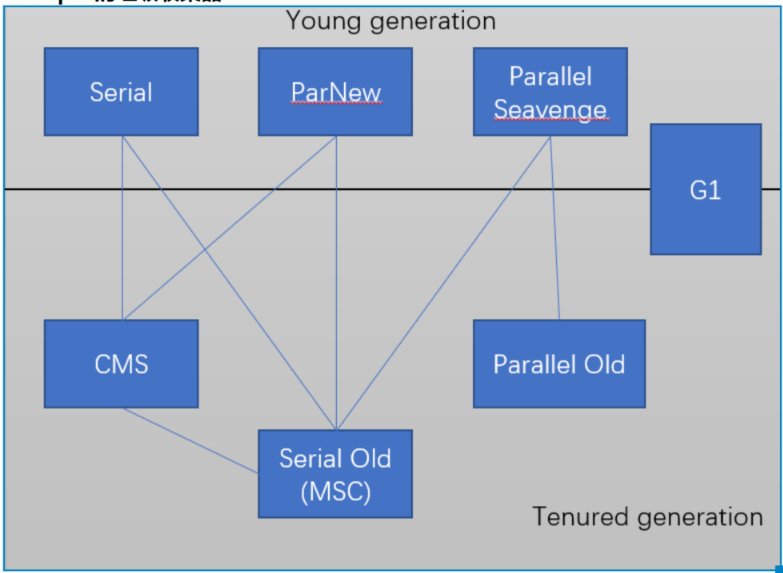 Young generation
Serial
ParNew
Parallel
Seavenge
G1
CMS
Parallel Old
Serial Old
(MSC)
Tenured generation